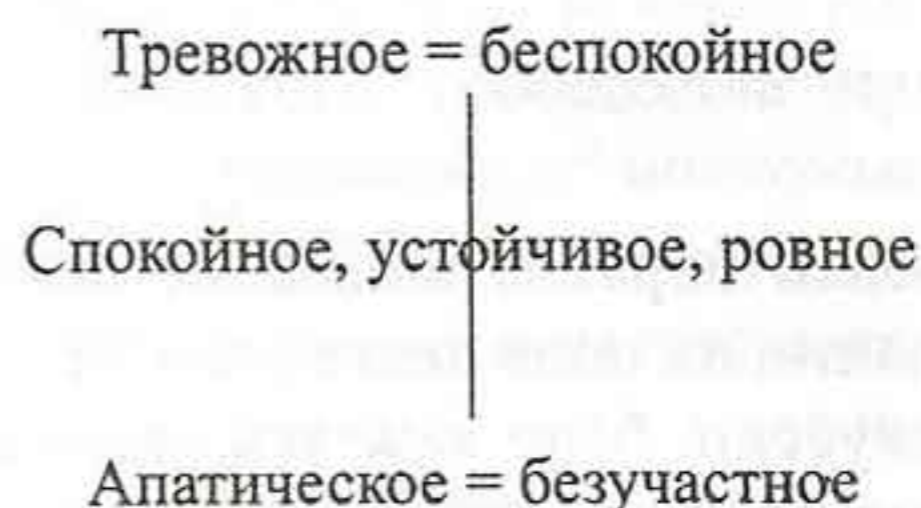 Тревожное = беспокойное
Спокойное, устойчивое, ровное
Апатическое = безучастное